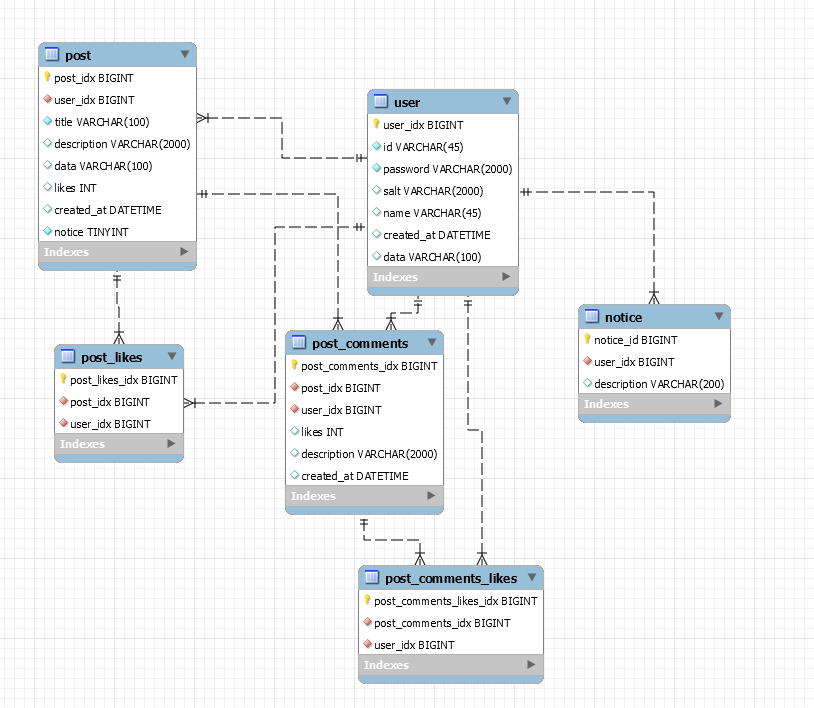 post
post_idx BIGINT
user_idx BIGINT
title VARCHAR(100)
description VARCHAR(2000)
data VARCHAR(100)
likes INT
created_at DATETIME
notice TINYINT
Indexes
user
user_idx BIGINT
id VARCHAR(45)
password VARCHAR(2000)
salt VARCHAR(2000)
name VARCHAR(45)
created_at DATETIME
data VARCHAR(100)
Indexes
notice
notice_id BIGINT
user_idx BIGINT
description VARCHAR(200)
Indexes
post_likes
post_likes_idx BIGINT
post_idx BIGINT
user_idx BIGINT
Indexes
post_comments
post_comments_idx BIGINT
post_idx BIGINT
user_idx BIGINT
likes INT
description VARCHAR(2000)
created_at DATETIME
Indexes
post_comments_likes
post_comments_likes_idx BIGINT
post_comments_idx BIGINT
user_idx BIGINT
Indexes